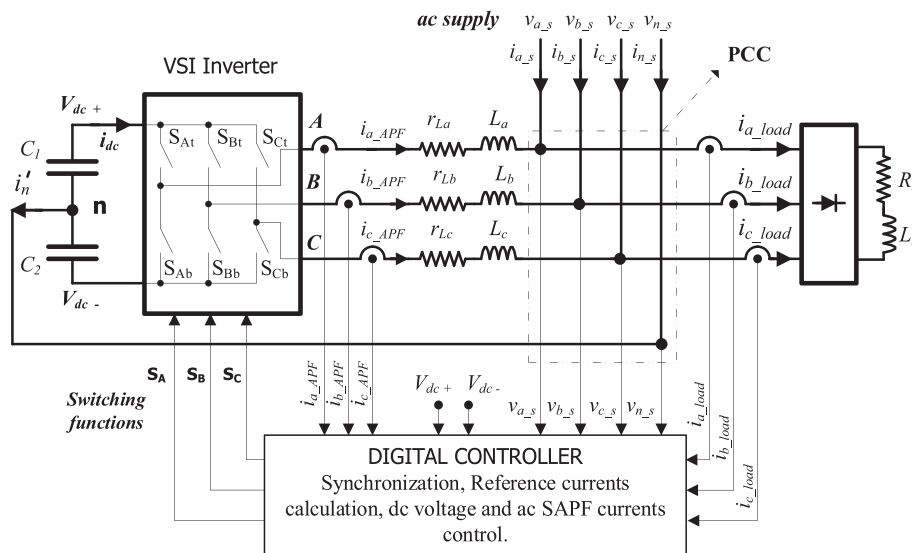 ac supply
v_a_s v_b_s v_c_s v_n_s
i_a_s i_b_s i_c_s i_n_s
PCC
VSI Inverter
V_dc +
i_dc
C_1
i_n'
n
C_2
V_dc -
S_At S_Bt S_Ct
S_Ab S_Bb S_Cb
A i_a_APF r_La L_a i_a_load
B i_b_APF r_Lb L_b i_b_load
C i_c_APF r_Lc L_c i_c_load
R
L
S_A S_B S_C
Switching
functions
i_a_APF i_b_APF i_c_APF
V_dc + V_dc -
v_a_s v_b_s v_c_s v_n_s
i_a_load
i_b_load
i_c_load
DIGITAL CONTROLLER
Synchronization, Reference currents
calculation, dc voltage and ac SAPF currents
control.